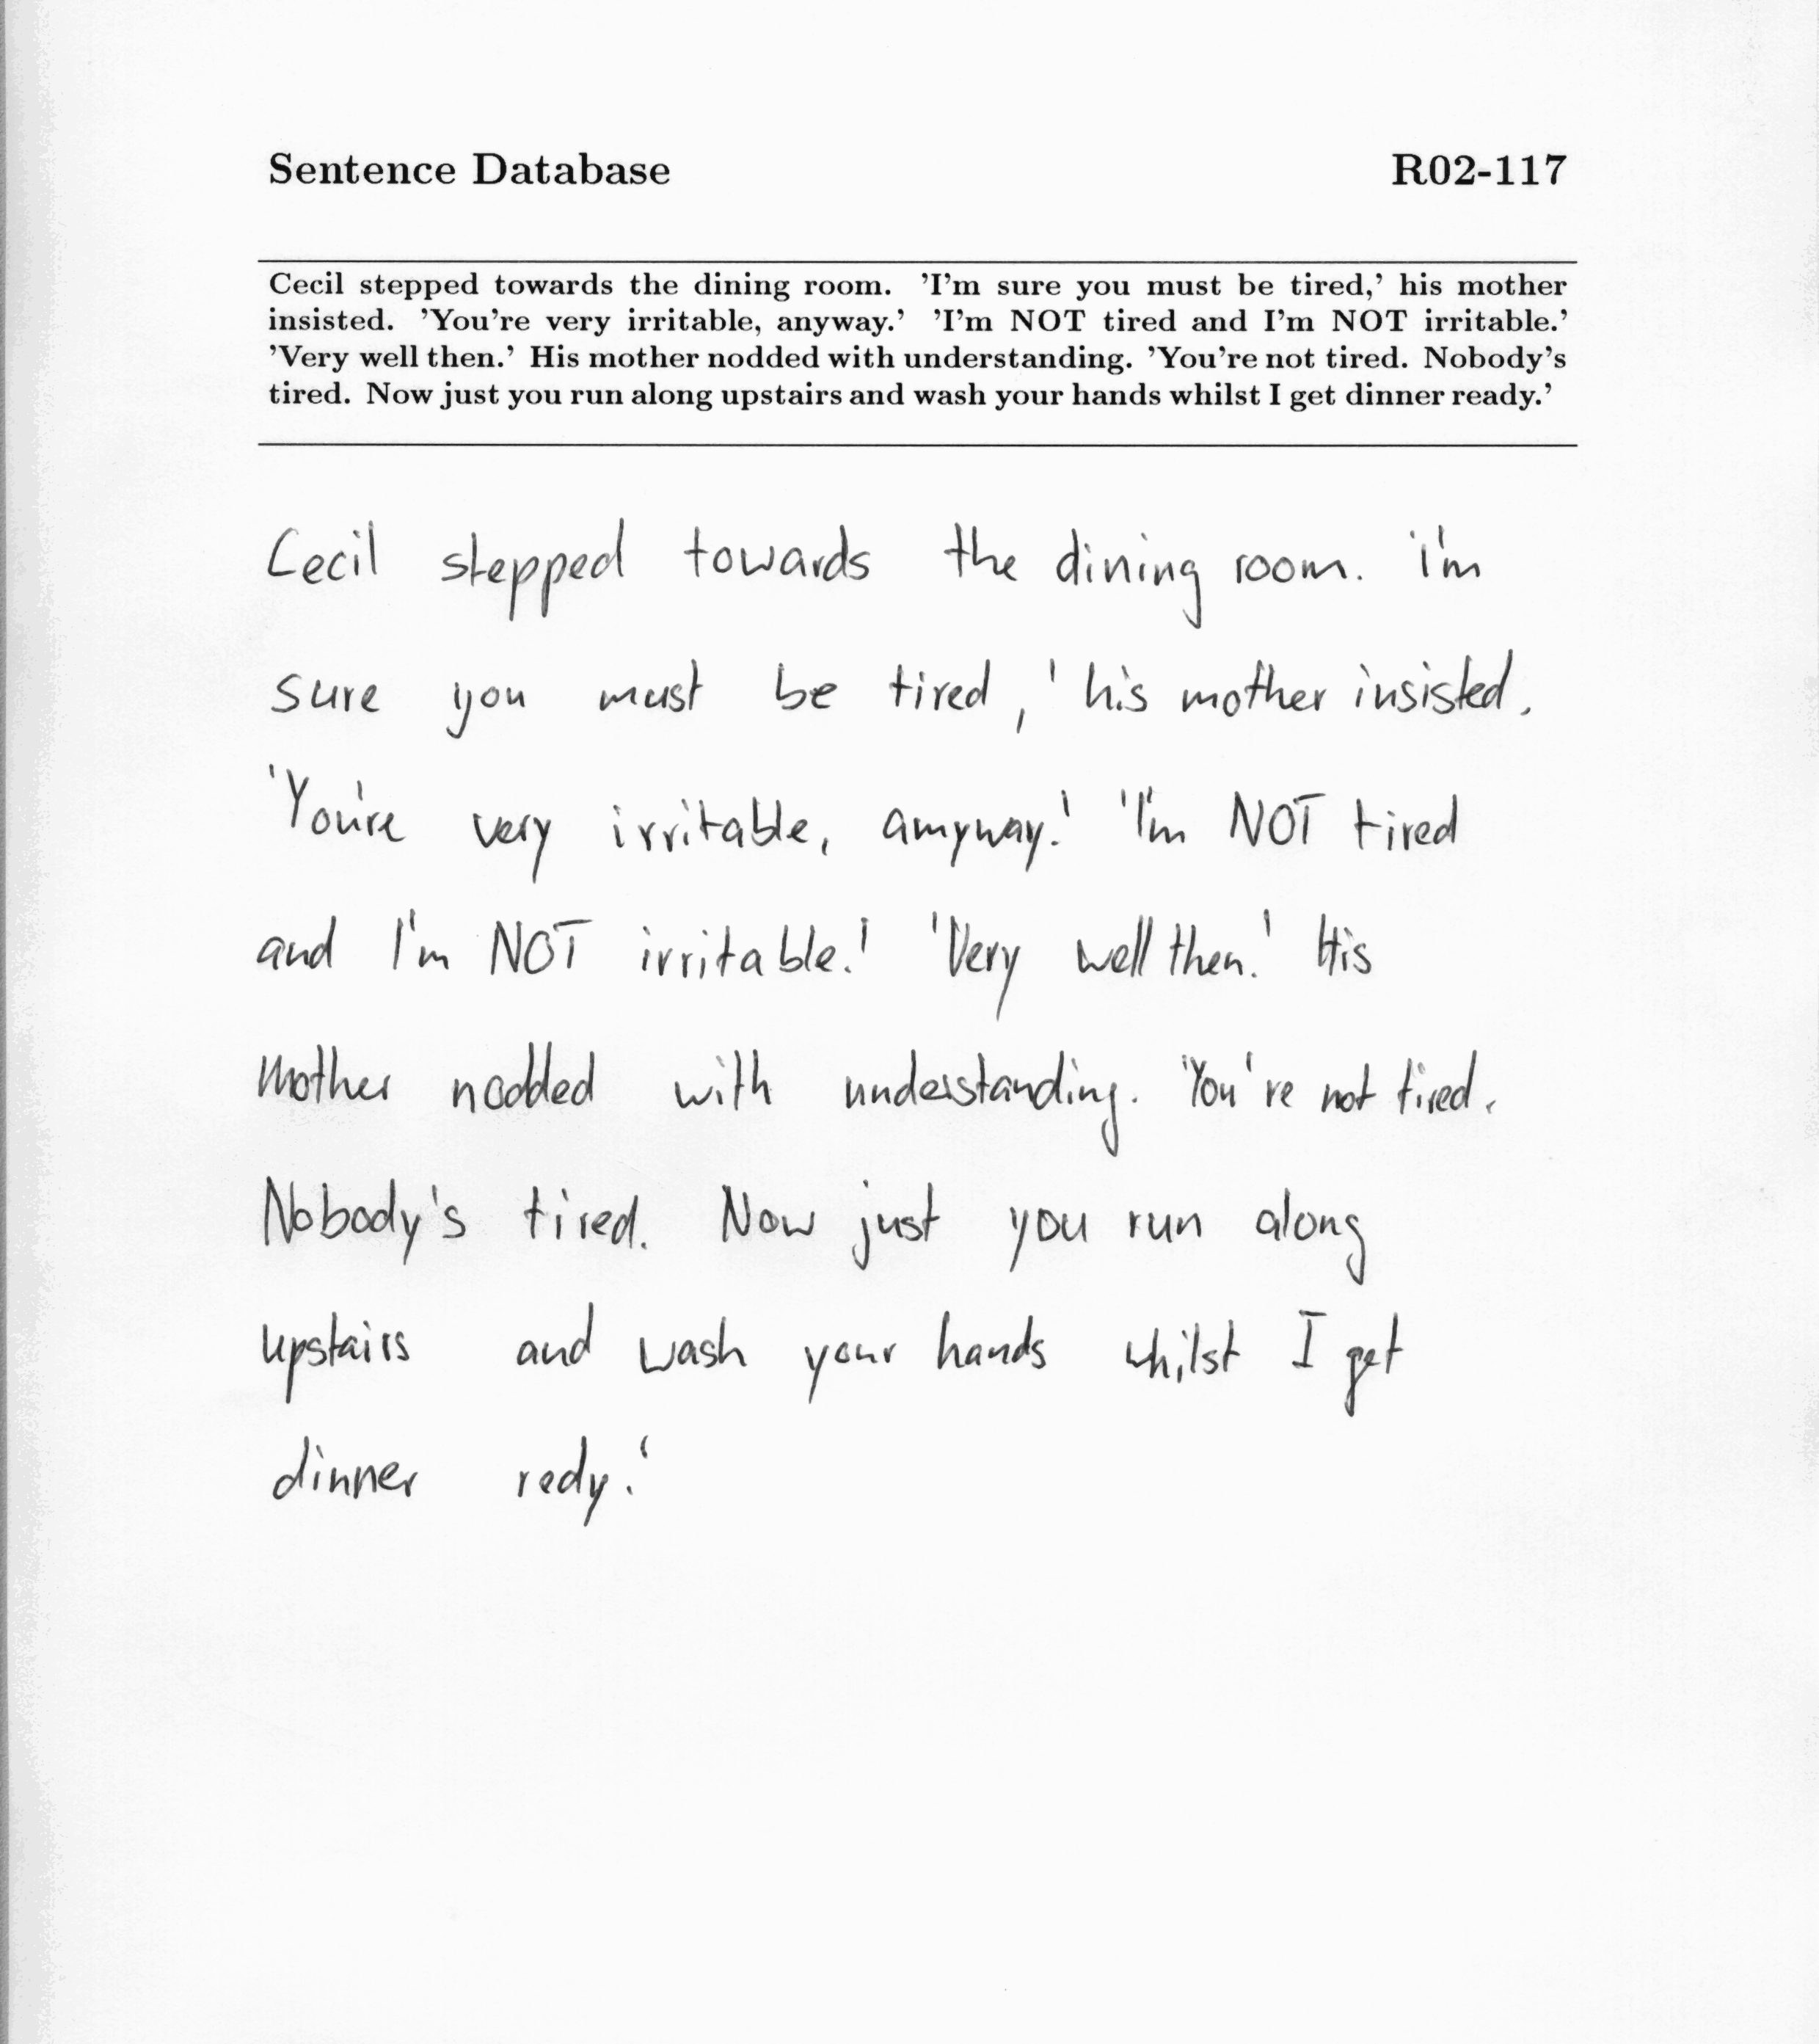 Sentence Database R02-117
Cecil stepped towards the dining room. 'I'm sure you must be tired,' his mother
insisted. 'You're very irritable, anyway.' 'I'm NOT tired and I'm NOT irritable.'
'Very well then.' His mother nodded with understanding. 'You're not tired. Nobody's
tired. Now just you run along upstairs and wash your hands whilst I get dinner ready.'
Cecil stepped towards the dining room. 'I'm
sure you must be tired,' his mother insisted.
'You're very irritable, amyway.' 'I'm NOT tired
and I'm NOT irritable.' 'Very well then.' His
mother nodded with understanding. 'You're not tired.
Nobody's tired. Now just you run along
upstairs and wash your hands whilst I get
dinner redy.'